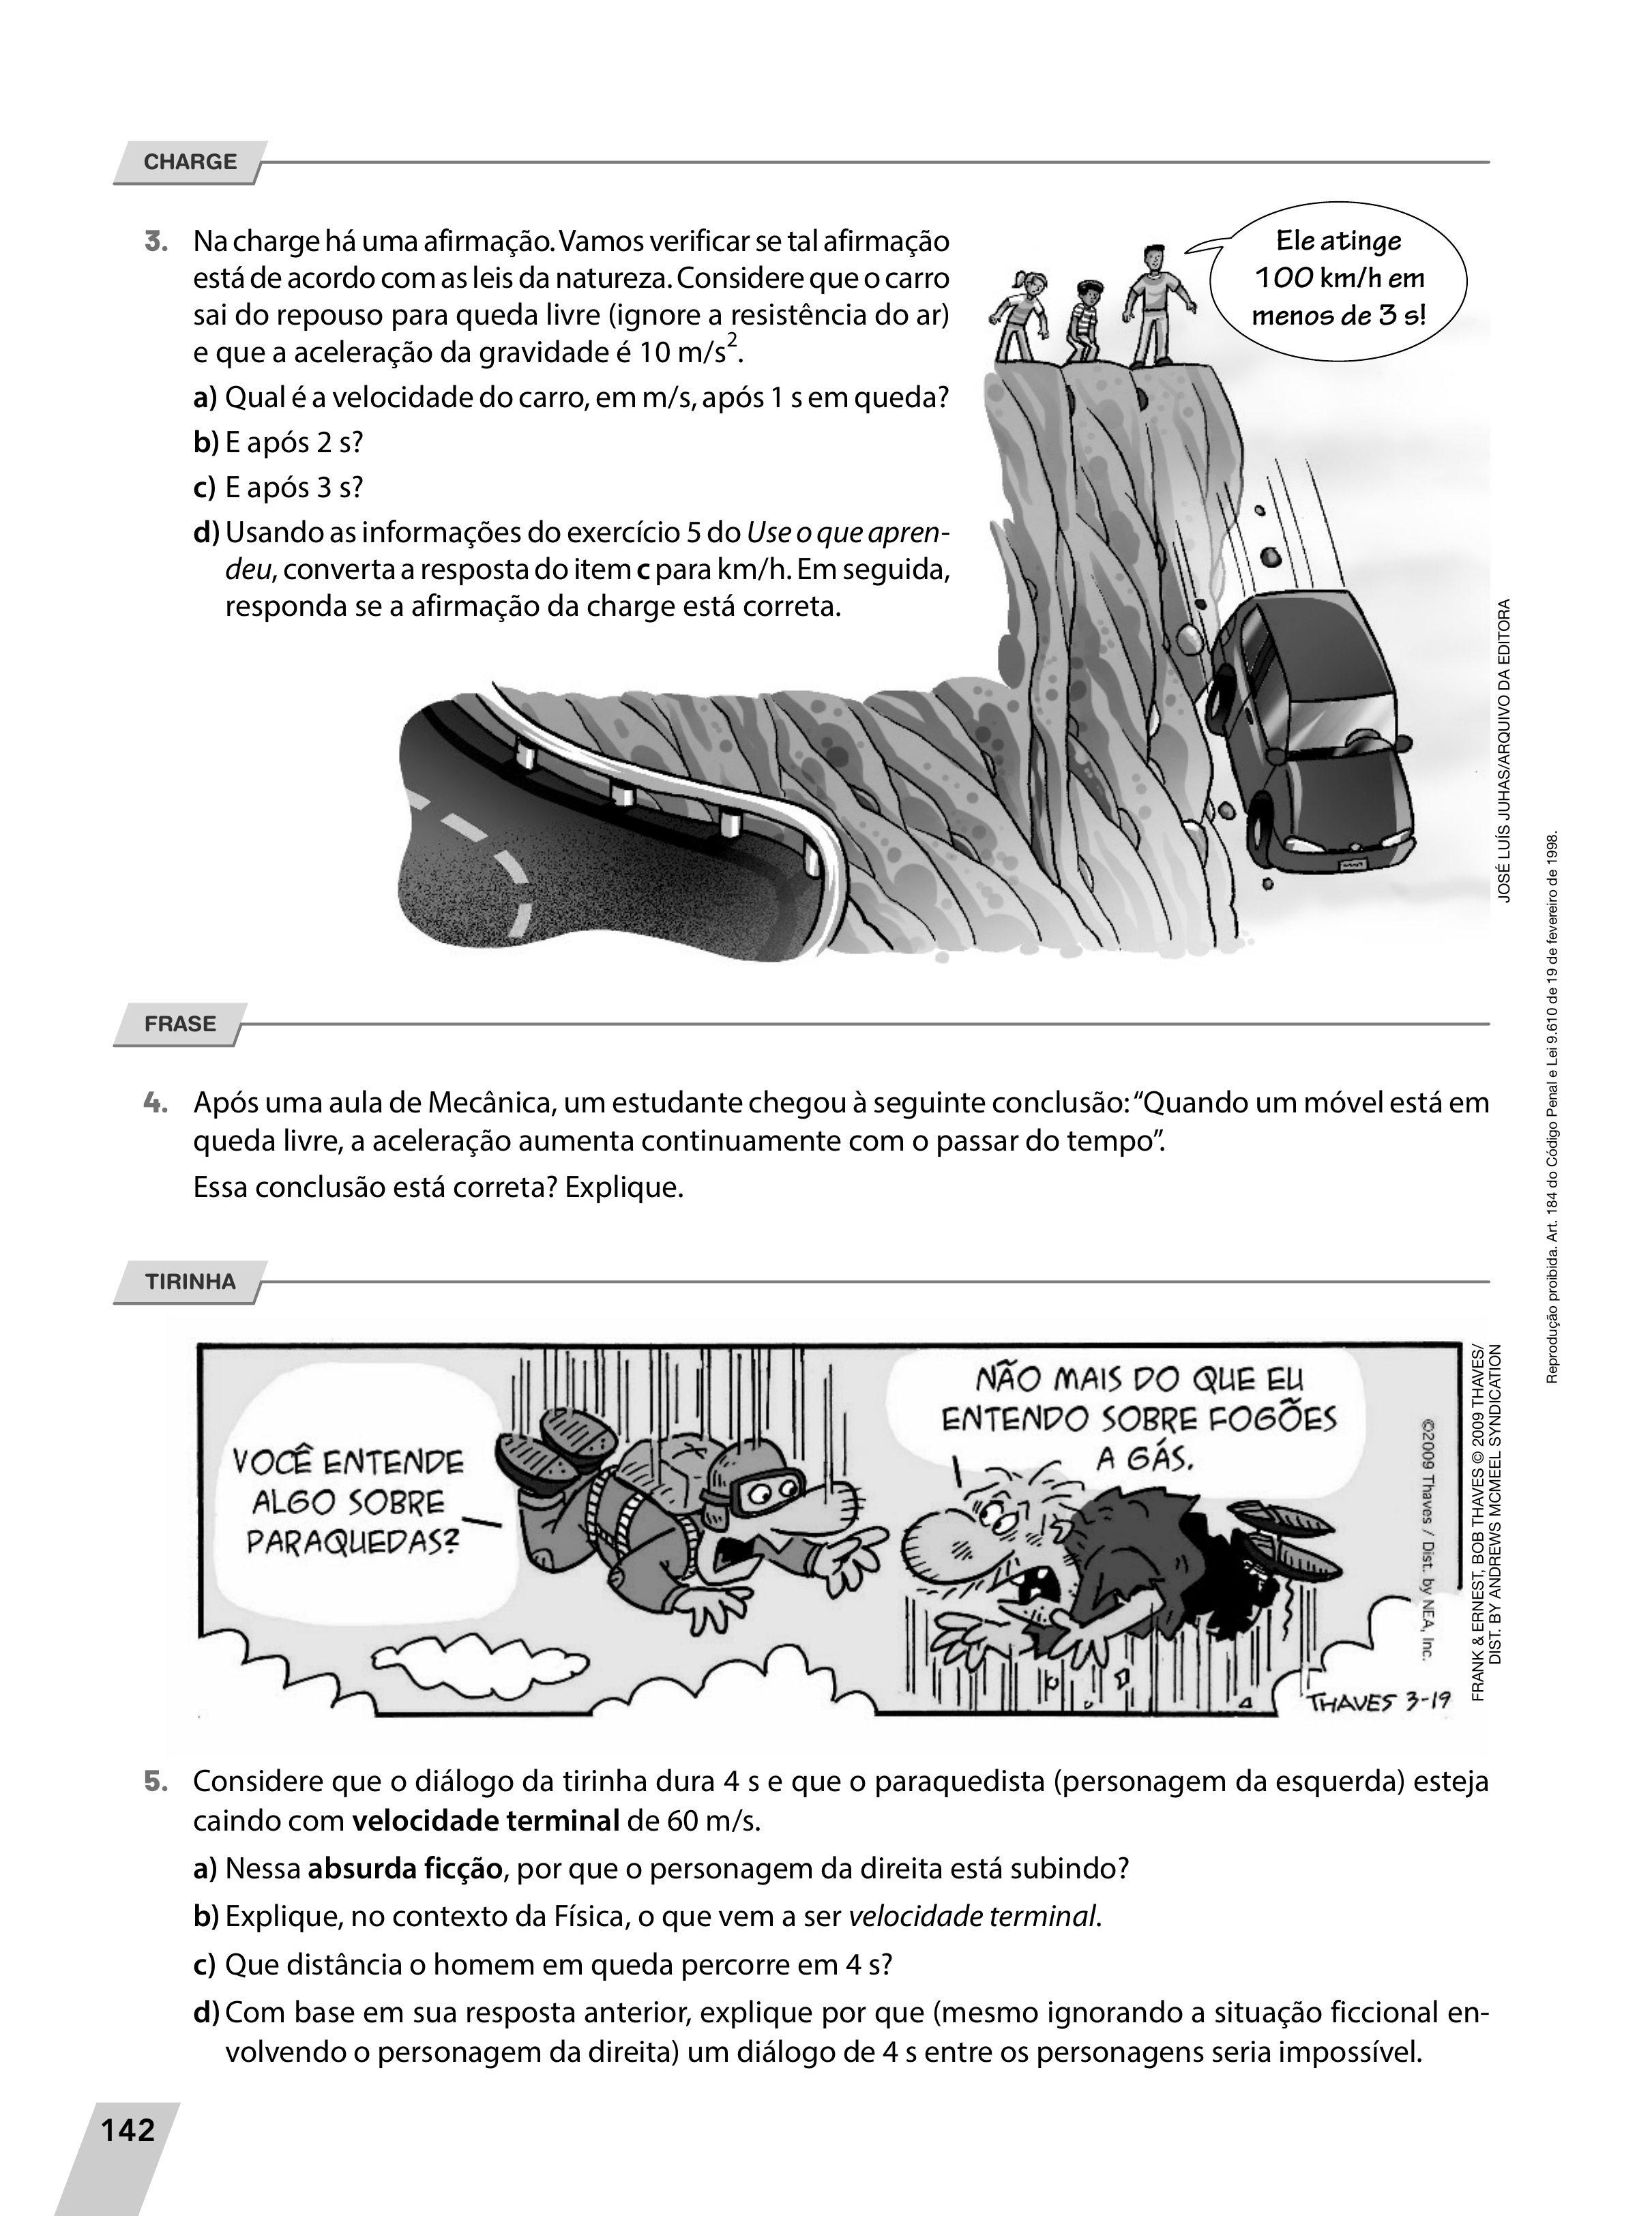 CHARGE
3. Na charge há uma afirmação. Vamos verificar se tal afirmação
está de acordo com as leis da natureza. Considere que o carro
sai do repouso para queda livre (ignore a resistência do ar)
e que a aceleração da gravidade é 10 m/s².
a) Qual é a velocidade do carro, em m/s, após 1 s em queda?
b) E após 2 s?
c) E após 3 s?
d) Usando as informações do exercício 5 do Use o que apren-
deu, converta a resposta do item c para km/h. Em seguida,
responda se a afirmação da charge está correta.
Ele atinge
100 km/h em
menos de 3 s!
JOSÉ LUÍS JUHAS/ARQUIVO DA EDITORA
Reprodução proibida. Art. 184 do Código Penal e Lei 9.610 de 19 de fevereiro de 1998.
FRASE
4. Após uma aula de Mecânica, um estudante chegou à seguinte conclusão: “Quando um móvel está em
queda livre, a aceleração aumenta continuamente com o passar do tempo”.
Essa conclusão está correta? Explique.
TIRINHA
VOCÊ ENTENDE
ALGO SOBRE
PARAQUEDAS?
NÃO MAIS DO QUE EU
ENTENDO SOBRE FOGÕES
A GÁS.
©2009 Thaves / Dist. by NEA, Inc.
THAVES 3-19
FRANK & ERNEST, BOB THAVES © 2009 THAVES/
DIST. BY ANDREWS MCMEEL SYNDICATION
5. Considere que o diálogo da tirinha dura 4 s e que o paraquedista (personagem da esquerda) esteja
caindo com velocidade terminal de 60 m/s.
a) Nessa absurda ficção, por que o personagem da direita está subindo?
b) Explique, no contexto da Física, o que vem a ser velocidade terminal.
c) Que distância o homem em queda percorre em 4 s?
d) Com base em sua resposta anterior, explique por que (mesmo ignorando a situação ficcional en-
volvendo o personagem da direita) um diálogo de 4 s entre os personagens seria impossível.
142